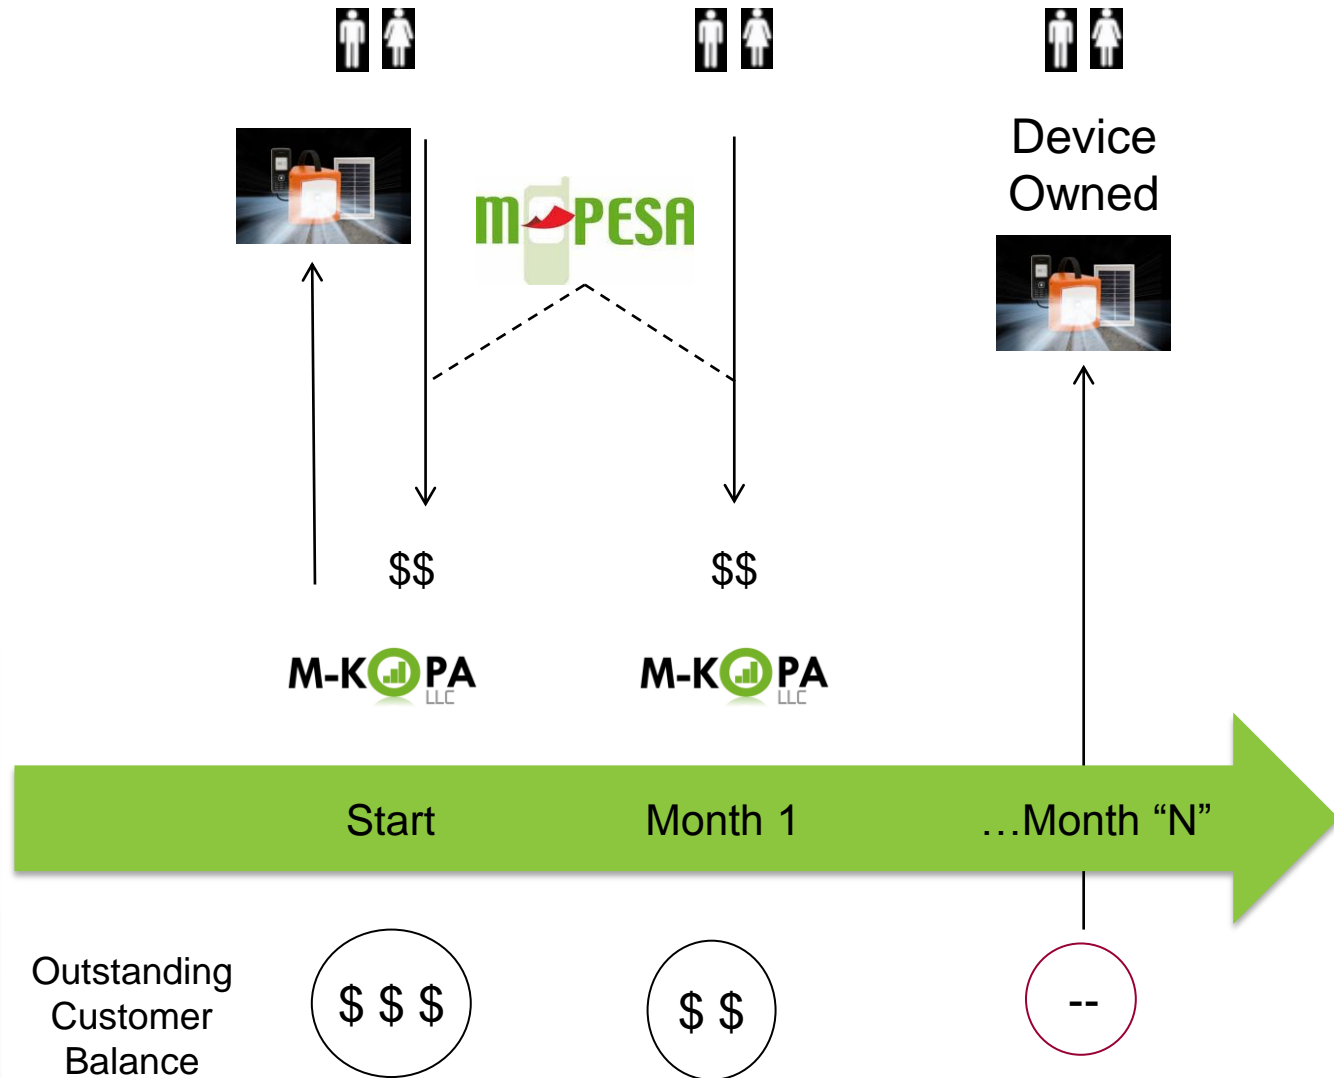 Device
Owned
M-PESA
$$
$$
M-KOPA
LLC
M-KOPA
LLC
Start
Month 1
…Month “N”
Outstanding
Customer
Balance
$ $ $
$ $
--